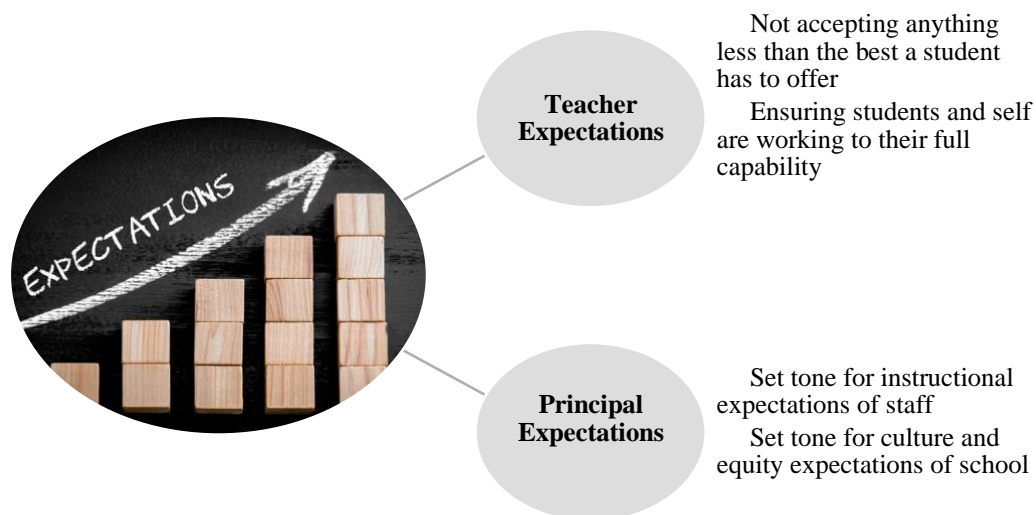 EXPECTATIONS
Teacher
Expectations
Not accepting anything
less than the best a student
has to offer
Ensuring students and self
are working to their full
capability
Principal
Expectations
Set tone for instructional
expectations of staff
Set tone for culture and
equity expectations of school